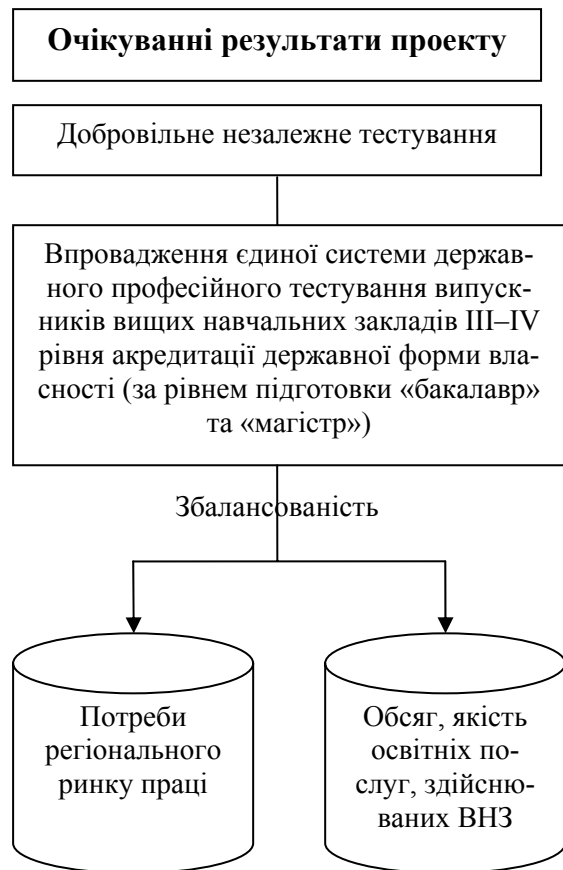 Очікуванні результати проекту
Добровільне незалежне тестування
Впровадження єдиної системи держав-
ного професійного тестування випуск-
ників вищих навчальних закладів III–IV
рівня акредитації державної форми вла-
сності (за рівнем підготовки «бакалавр»
та «магістр»)
Збалансованість
Потреби
регіонального
ринку праці
Обсяг, якість
освітніх по-
слуг, здійсню-
ваних ВНЗ